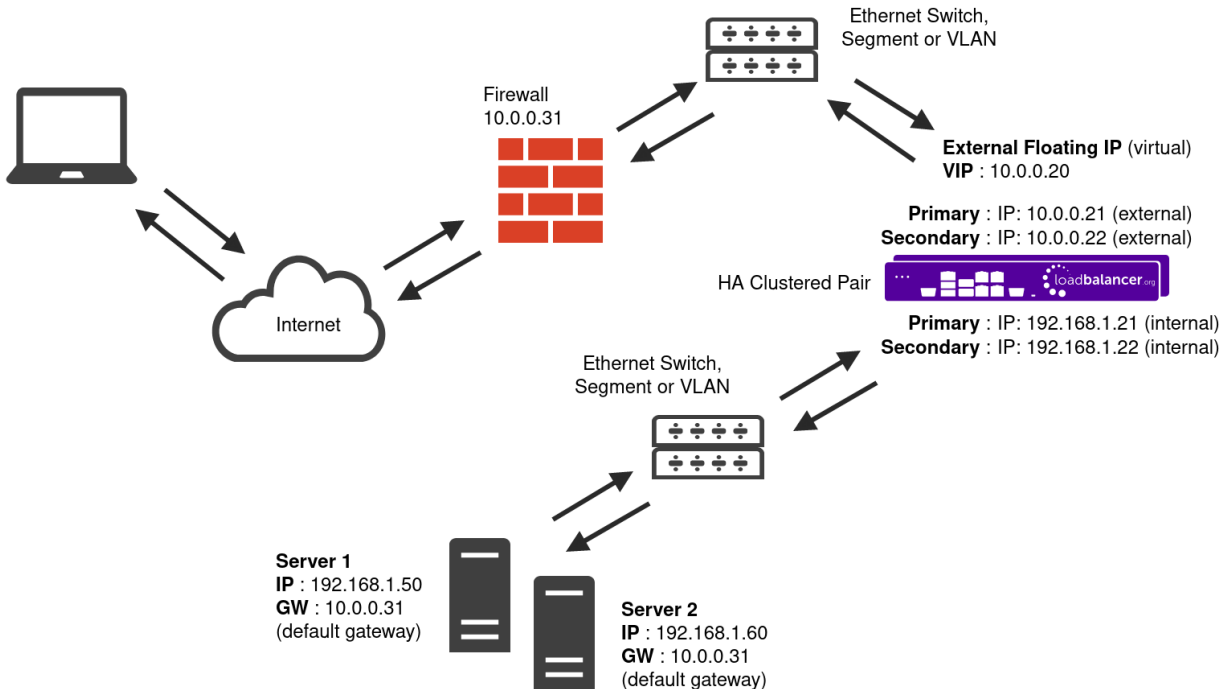 Ethernet Switch,
Segment or VLAN
Firewall
10.0.0.31
External Floating IP (virtual)
VIP : 10.0.0.20
Primary : IP: 10.0.0.21 (external)
Secondary : IP: 10.0.0.22 (external)
HA Clustered Pair
loadbalancer.org
Internet
Primary : IP: 192.168.1.21 (internal)
Secondary : IP: 192.168.1.22 (internal)
Ethernet Switch,
Segment or VLAN
Server 1
IP : 192.168.1.50
GW : 10.0.0.31
(default gateway)
Server 2
IP : 192.168.1.60
GW : 10.0.0.31
(default gateway)